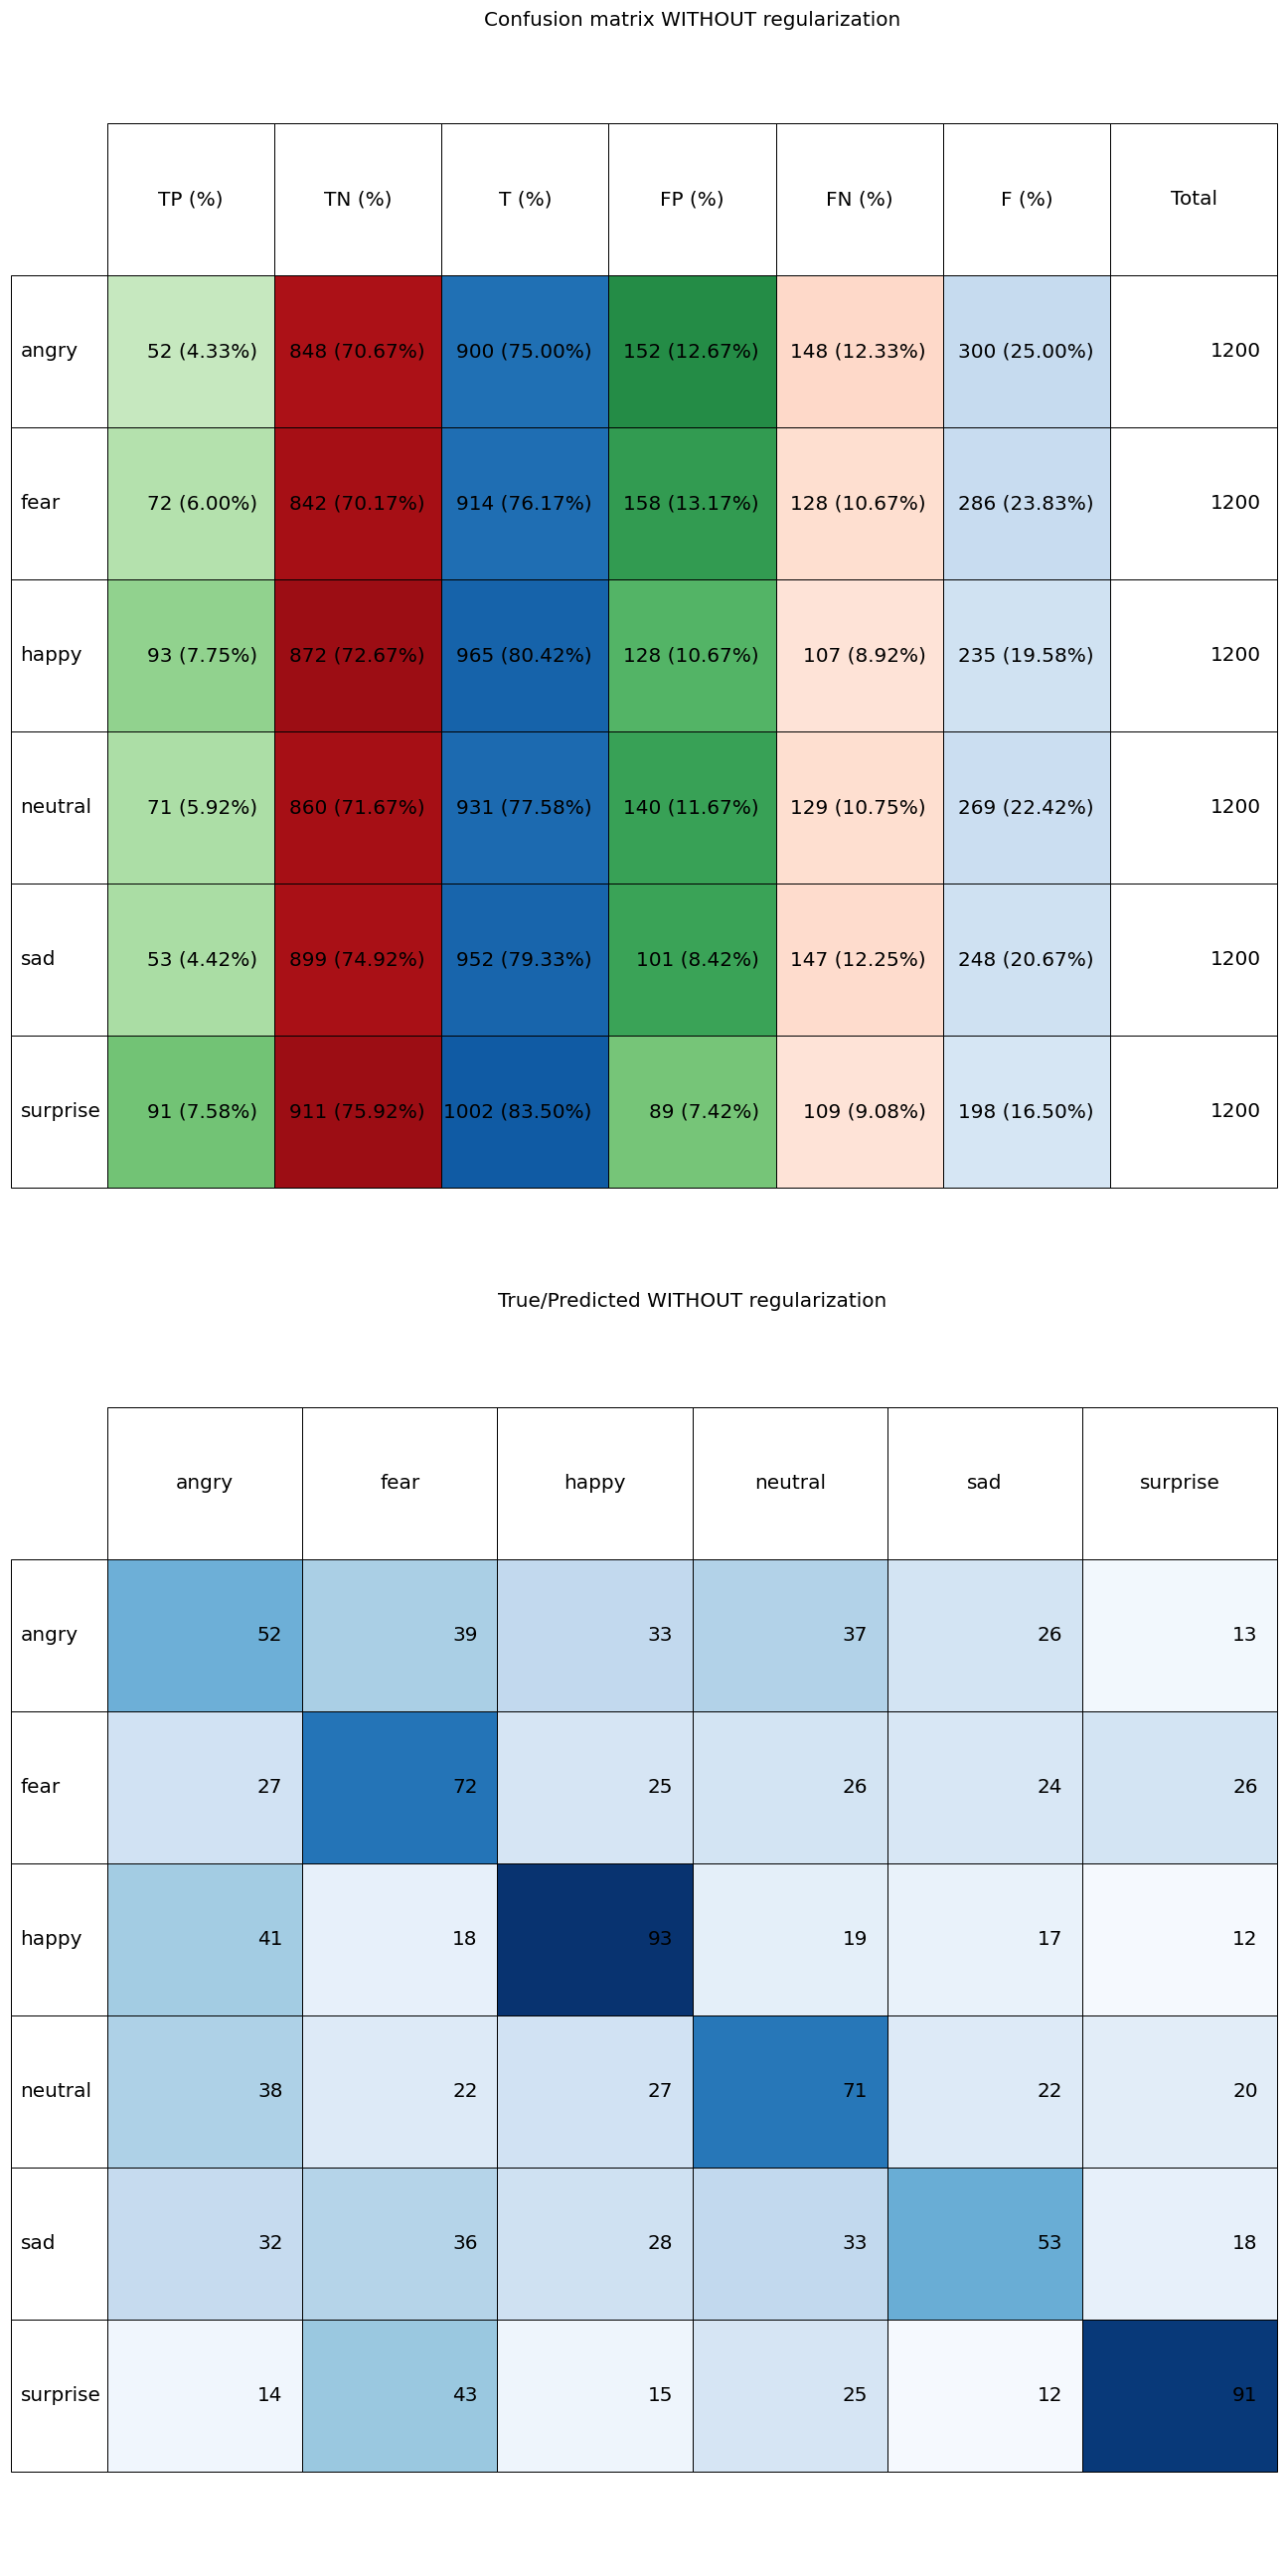 Confusion matrix WITHOUT regularization
TP (%) TN (%) T (%) FP (%) FN (%) F (%) Total
angry 52 (4.33%) 848 (70.67%) 900 (75.00%) 152 (12.67%) 148 (12.33%) 300 (25.00%) 1200
fear 72 (6.00%) 842 (70.17%) 914 (76.17%) 158 (13.17%) 128 (10.67%) 286 (23.83%) 1200
happy 93 (7.75%) 872 (72.67%) 965 (80.42%) 128 (10.67%) 107 (8.92%) 235 (19.58%) 1200
neutral 71 (5.92%) 860 (71.67%) 931 (77.58%) 140 (11.67%) 129 (10.75%) 269 (22.42%) 1200
sad 53 (4.42%) 899 (74.92%) 952 (79.33%) 101 (8.42%) 147 (12.25%) 248 (20.67%) 1200
surprise 91 (7.58%) 911 (75.92%) 1002 (83.50%) 89 (7.42%) 109 (9.08%) 198 (16.50%) 1200
True/Predicted WITHOUT regularization
angry fear happy neutral sad surprise
angry 52 39 33 37 26 13
fear 27 72 25 26 24 26
happy 41 18 93 19 17 12
neutral 38 22 27 71 22 20
sad 32 36 28 33 53 18
surprise 14 43 15 25 12 91